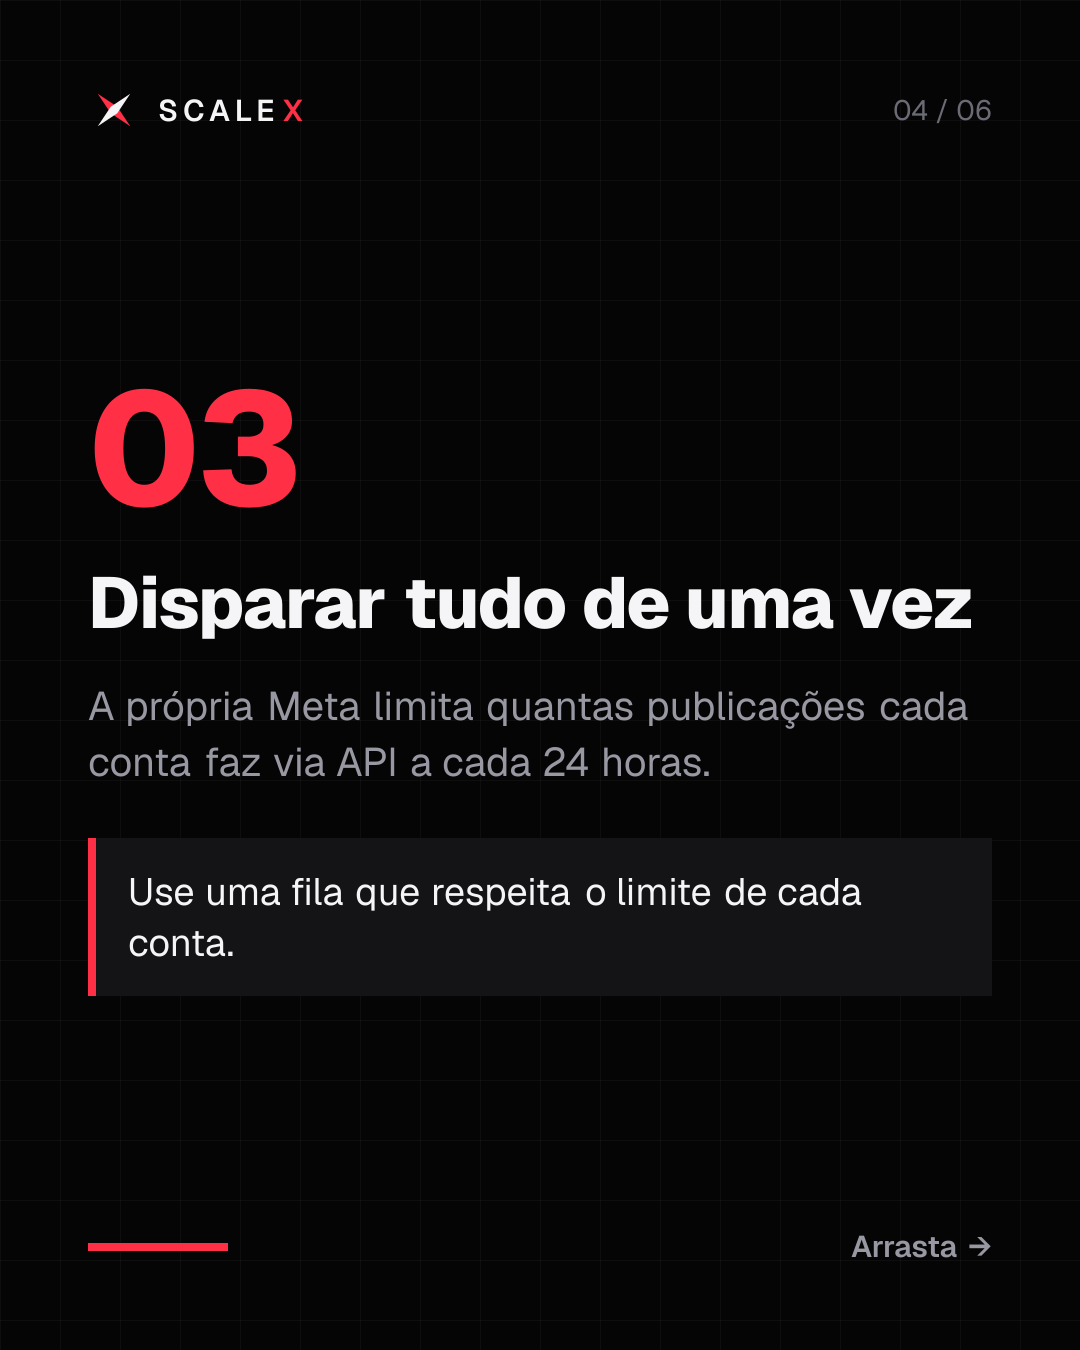 SCALEX
04 / 06
03
Disparar tudo de uma vez
A própria Meta limita quantas publicações cada
conta faz via API a cada 24 horas.
Use uma fila que respeita o limite de cada
conta.
Arrasta →